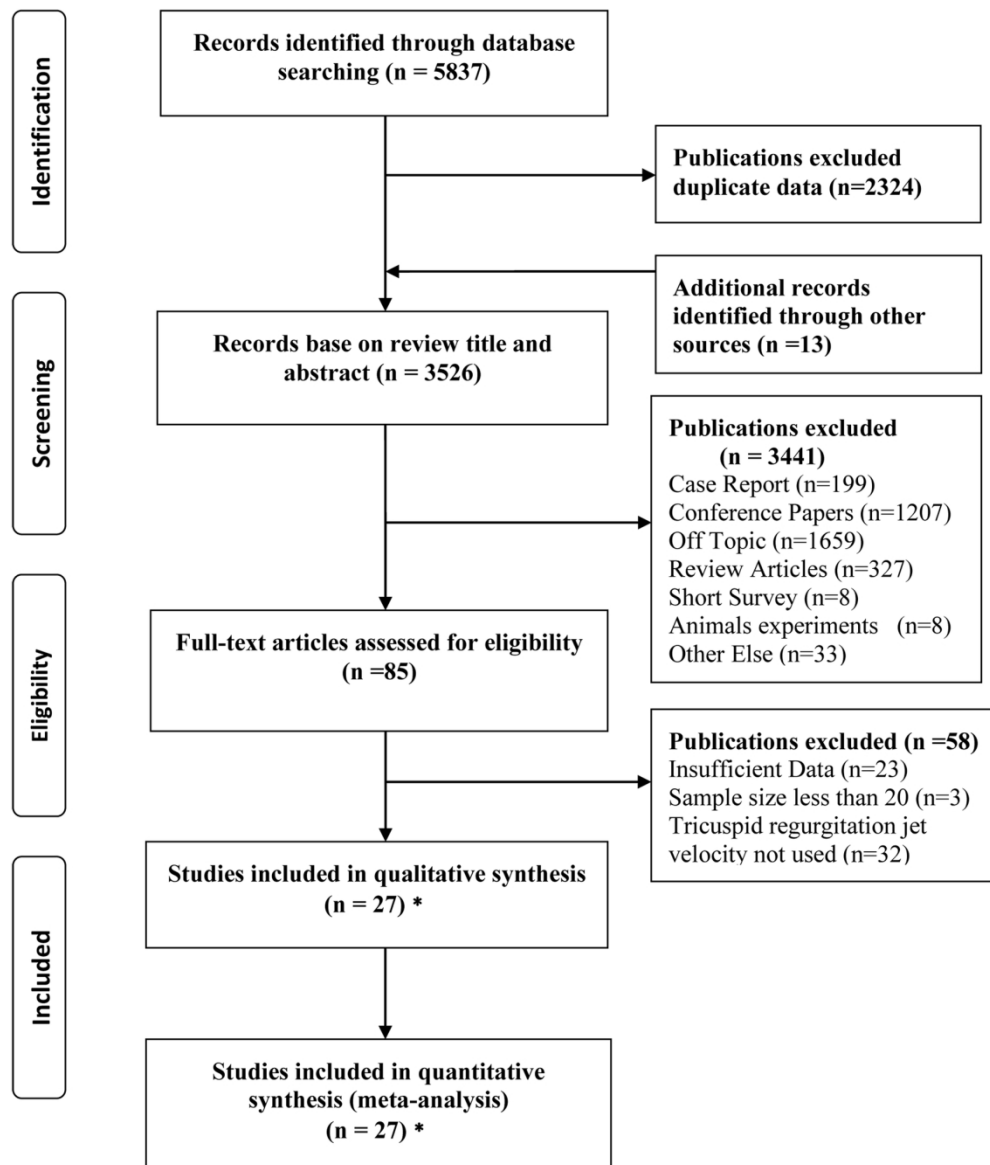 Identification
Records identified through database
searching (n = 5837)
Publications excluded
duplicate data (n=2324)
Additional records
identified through other
sources (n =13)
Screening
Records base on review title and
abstract (n = 3526)
Publications excluded
(n = 3441)
Case Report (n=199)
Conference Papers (n=1207)
Off Topic (n=1659)
Review Articles (n=327)
Short Survey (n=8)
Animals experiments (n=8)
Other Else (n=33)
Eligibility
Full-text articles assessed for eligibility
(n =85)
Publications excluded (n =58)
Insufficient Data (n=23)
Sample size less than 20 (n=3)
Tricuspid regurgitation jet
velocity not used (n=32)
Included
Studies included in qualitative synthesis
(n = 27) *
Studies included in quantitative
synthesis (meta-analysis)
(n = 27) *